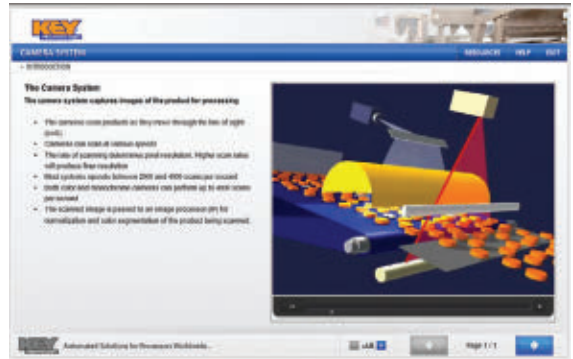 KEY
CAMERA SYSTEM
RESOURCES HELP EXIT
INTRODUCTION
The Camera System
The camera system captures images of the product for processing
• The cameras scan products as they move through the line of sight
• Cameras can scan at various speeds
• The rate of scanning determines pixel resolution. Higher scan rates
will produce finer resolution
• Most systems operate between 2000 and 4000 scans per second
• Both color and monochrome cameras can perform up to 4000 scans
per second
• The scanned image is passed to an image processor (IP) for
normalization and color segmentation of the product being scanned.
KEY Automated Solutions for Processors Worldwide...
Page 1 / 1